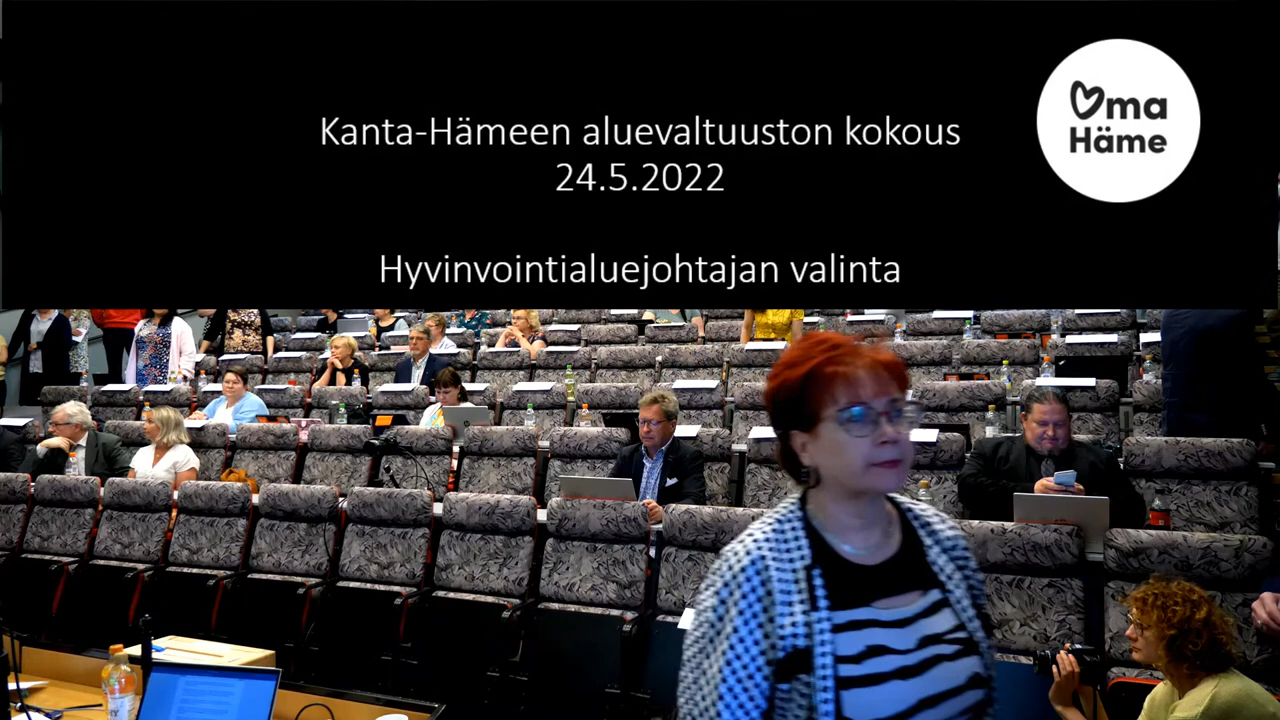 Kanta-Hämeen aluevaltuuston kokous
24.5.2022
Hyvinvointialuejohtajan valinta
Oma
Häme